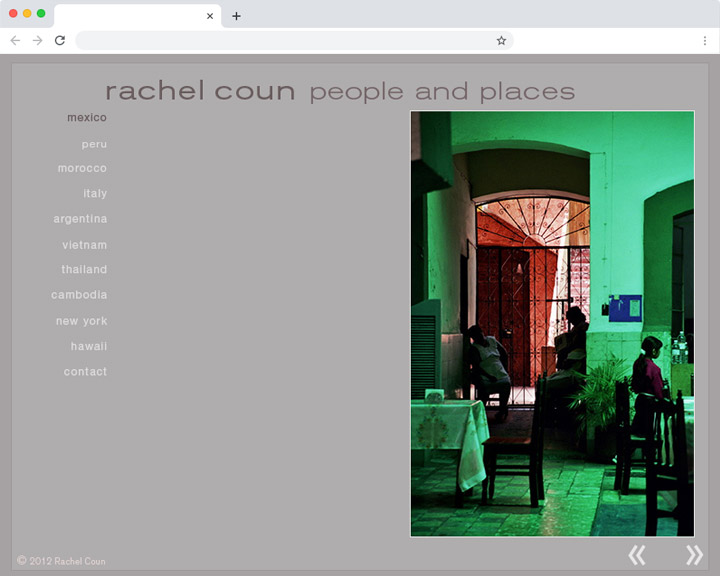 rachel coun people and places
mexico
peru
morocco
italy
argentina
vietnam
thailand
cambodia
new york
hawaii
contact
© 2012 Rachel Coun